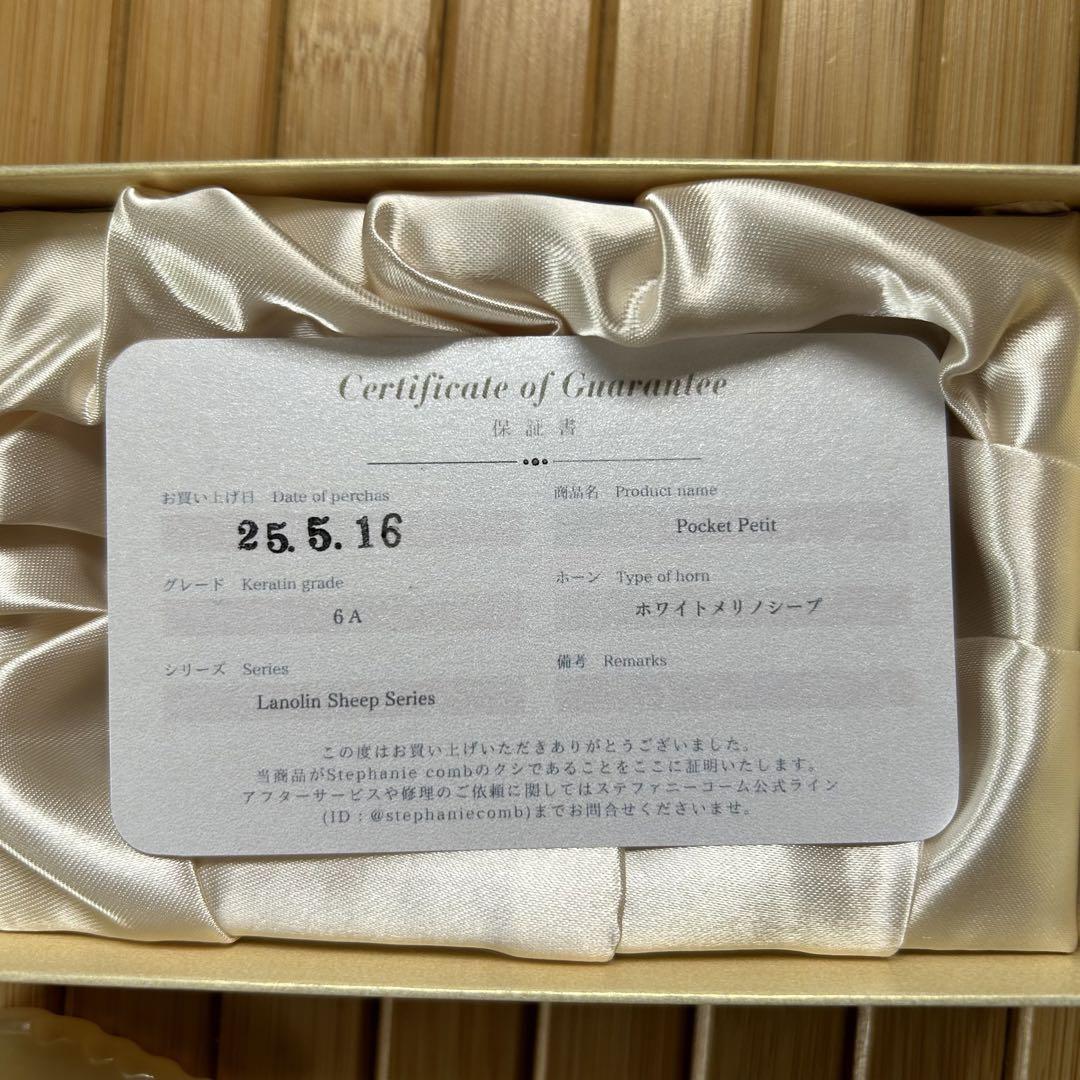 Certificate of Guarantee
保証書
お買い上げ日 Date of perchas
25.5.16
商品名 Product name
Pocket Petit
グレード Keratin grade
6A
ホーン Type of horn
ホワイトメリノシープ
シリーズ Series
Lanolin Sheep Series
備考 Remarks
この度はお買い上げいただきありがとうございました。
当商品がStephanie combのクシであることをここに証明いたします。
アフターサービスや修理のご依頼に関してはステファニーコーム公式ライン
(ID：@stephaniecomb)までお問合せくださいませ。